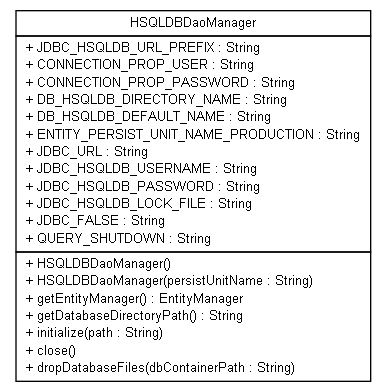 HSQLDBDaoManager
+ JDBC_HSQLDB_URL_PREFIX : String
+ CONNECTION_PROP_USER : String
+ CONNECTION_PROP_PASSWORD : String
+ DB_HSQLDB_DIRECTORY_NAME : String
+ DB_HSQLDB_DEFAULT_NAME : String
+ ENTITY_PERSIST_UNIT_NAME_PRODUCTION : String
+ JDBC_URL : String
+ JDBC_HSQLDB_USERNAME : String
+ JDBC_HSQLDB_PASSWORD : String
+ JDBC_HSQLDB_LOCK_FILE : String
+ JDBC_FALSE : String
+ QUERY_SHUTDOWN : String
+ HSQLDBDaoManager()
+ HSQLDBDaoManager(persistUnitName : String)
+ getEntityManager() : EntityManager
+ getDatabaseDirectoryPath() : String
+ initialize(path : String)
+ close()
+ dropDatabaseFiles(dbContainerPath : String)